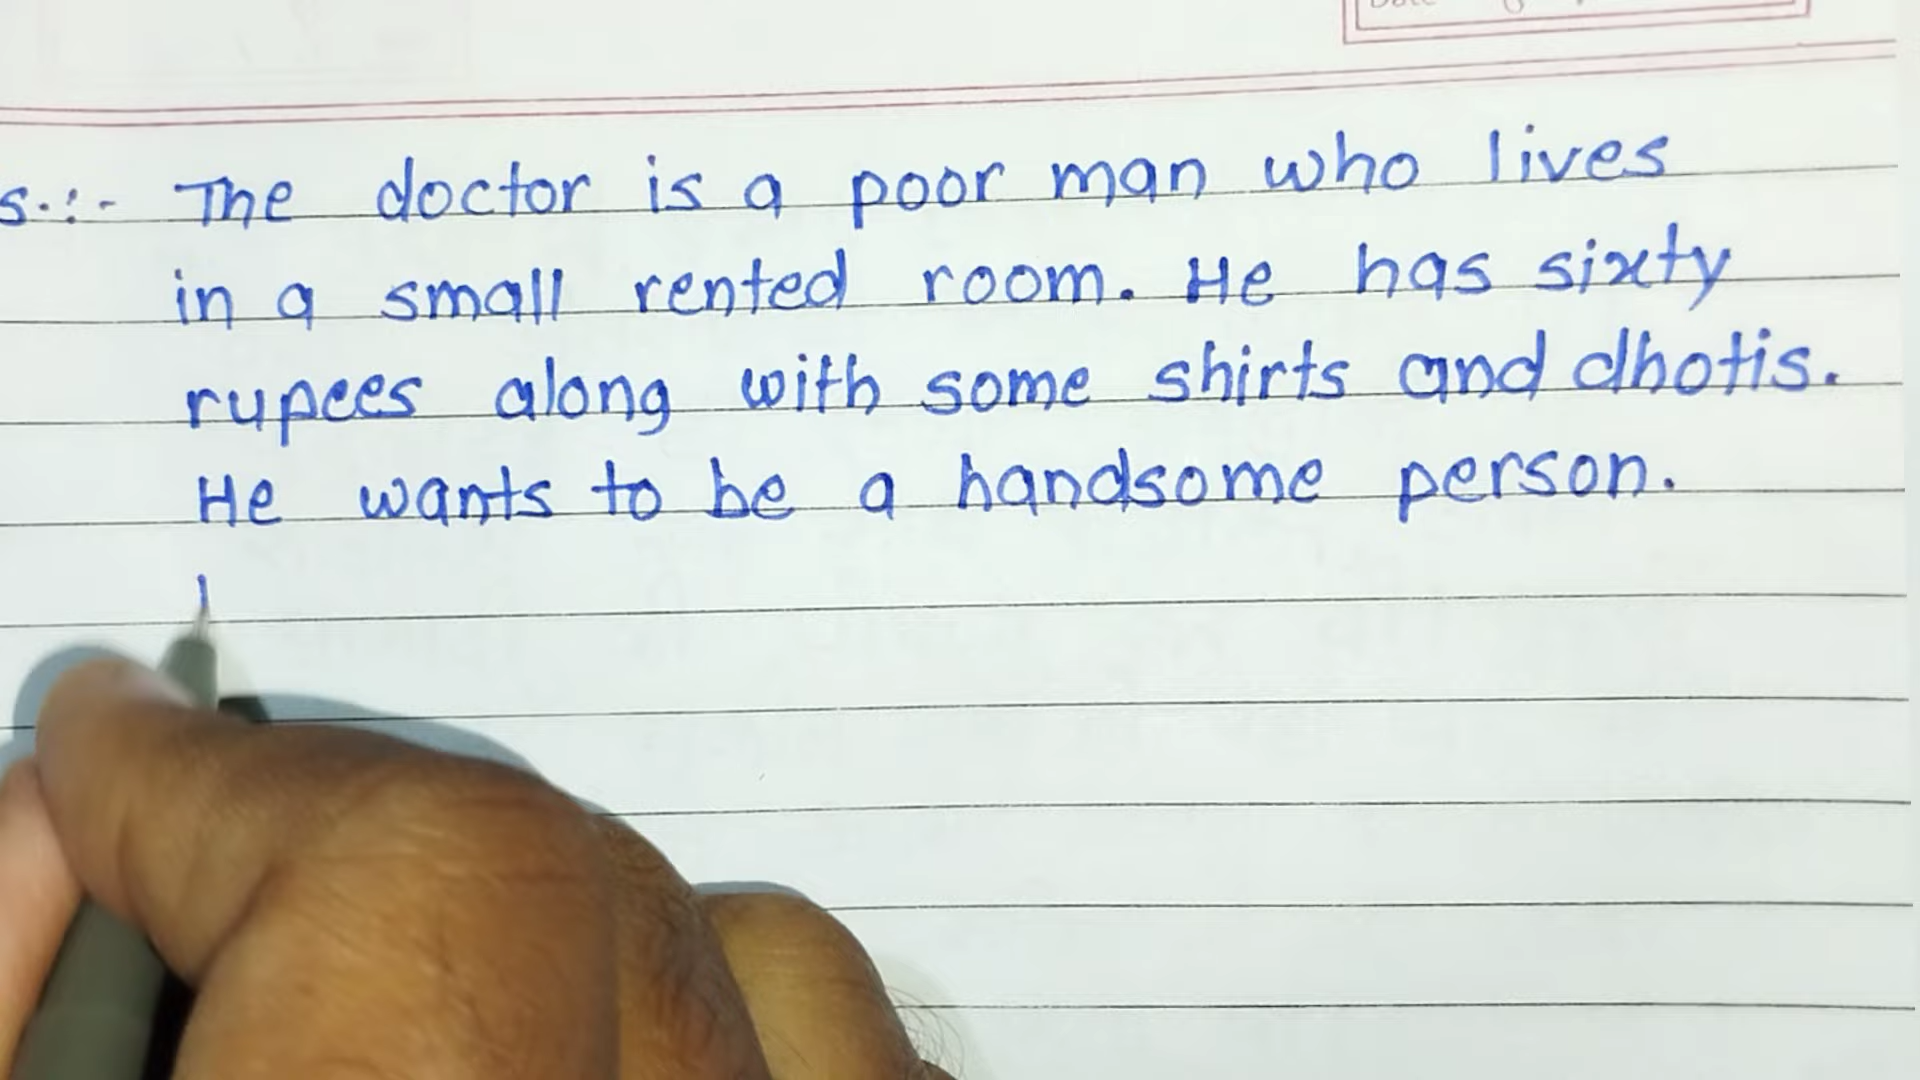 s.:- The doctor is a poor man who lives
in a small rented room. He has sixty
rupees along with some shirts and dhotis.
He wants to be a handsome person.